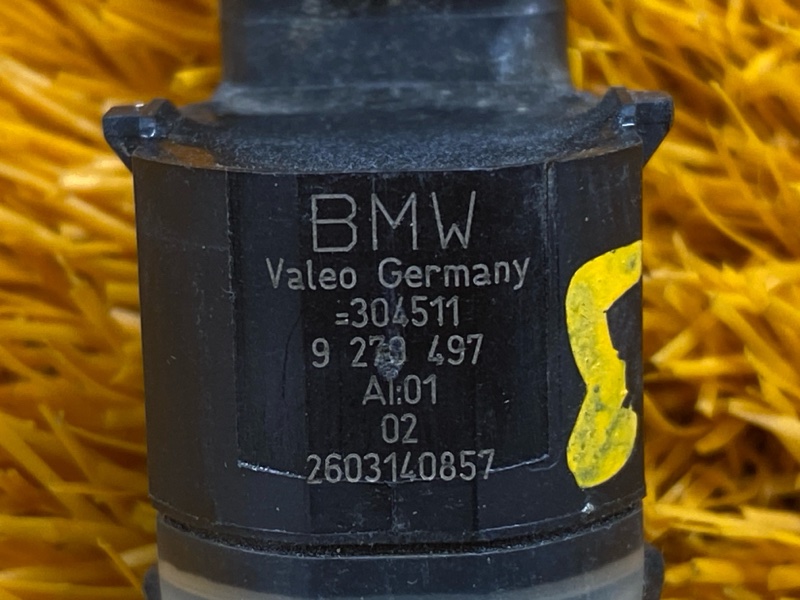 BMW
Valeo Germany
=304511
9 270 497
AI:01
02
2603140857